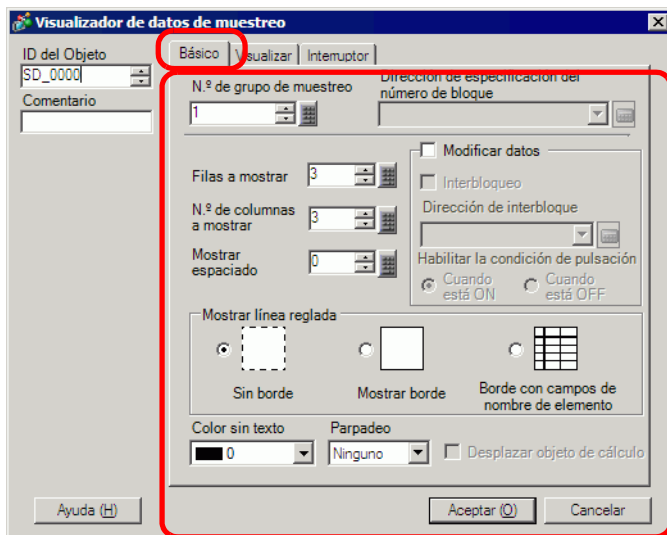 Visualizador de datos de muestreo
ID del Objeto
SD_0000
Comentario
Básico
Visualizar
Interruptor
N.º de grupo de muestreo
1
Dirección de especificación del
número de bloque
Filas a mostrar
3
N.º de columnas
a mostrar
3
Mostrar
espaciado
0
Modificar datos
Interbloqueo
Dirección de interbloque
Habilitar la condición de pulsación
Cuando
está ON
Cuando
está OFF
Mostrar línea reglada
Sin borde
Mostrar borde
Borde con campos de
nombre de elemento
Color sin texto
0
Parpadeo
Ninguno
Desplazar objeto de cálculo
Ayuda (H)
Aceptar (O)
Cancelar